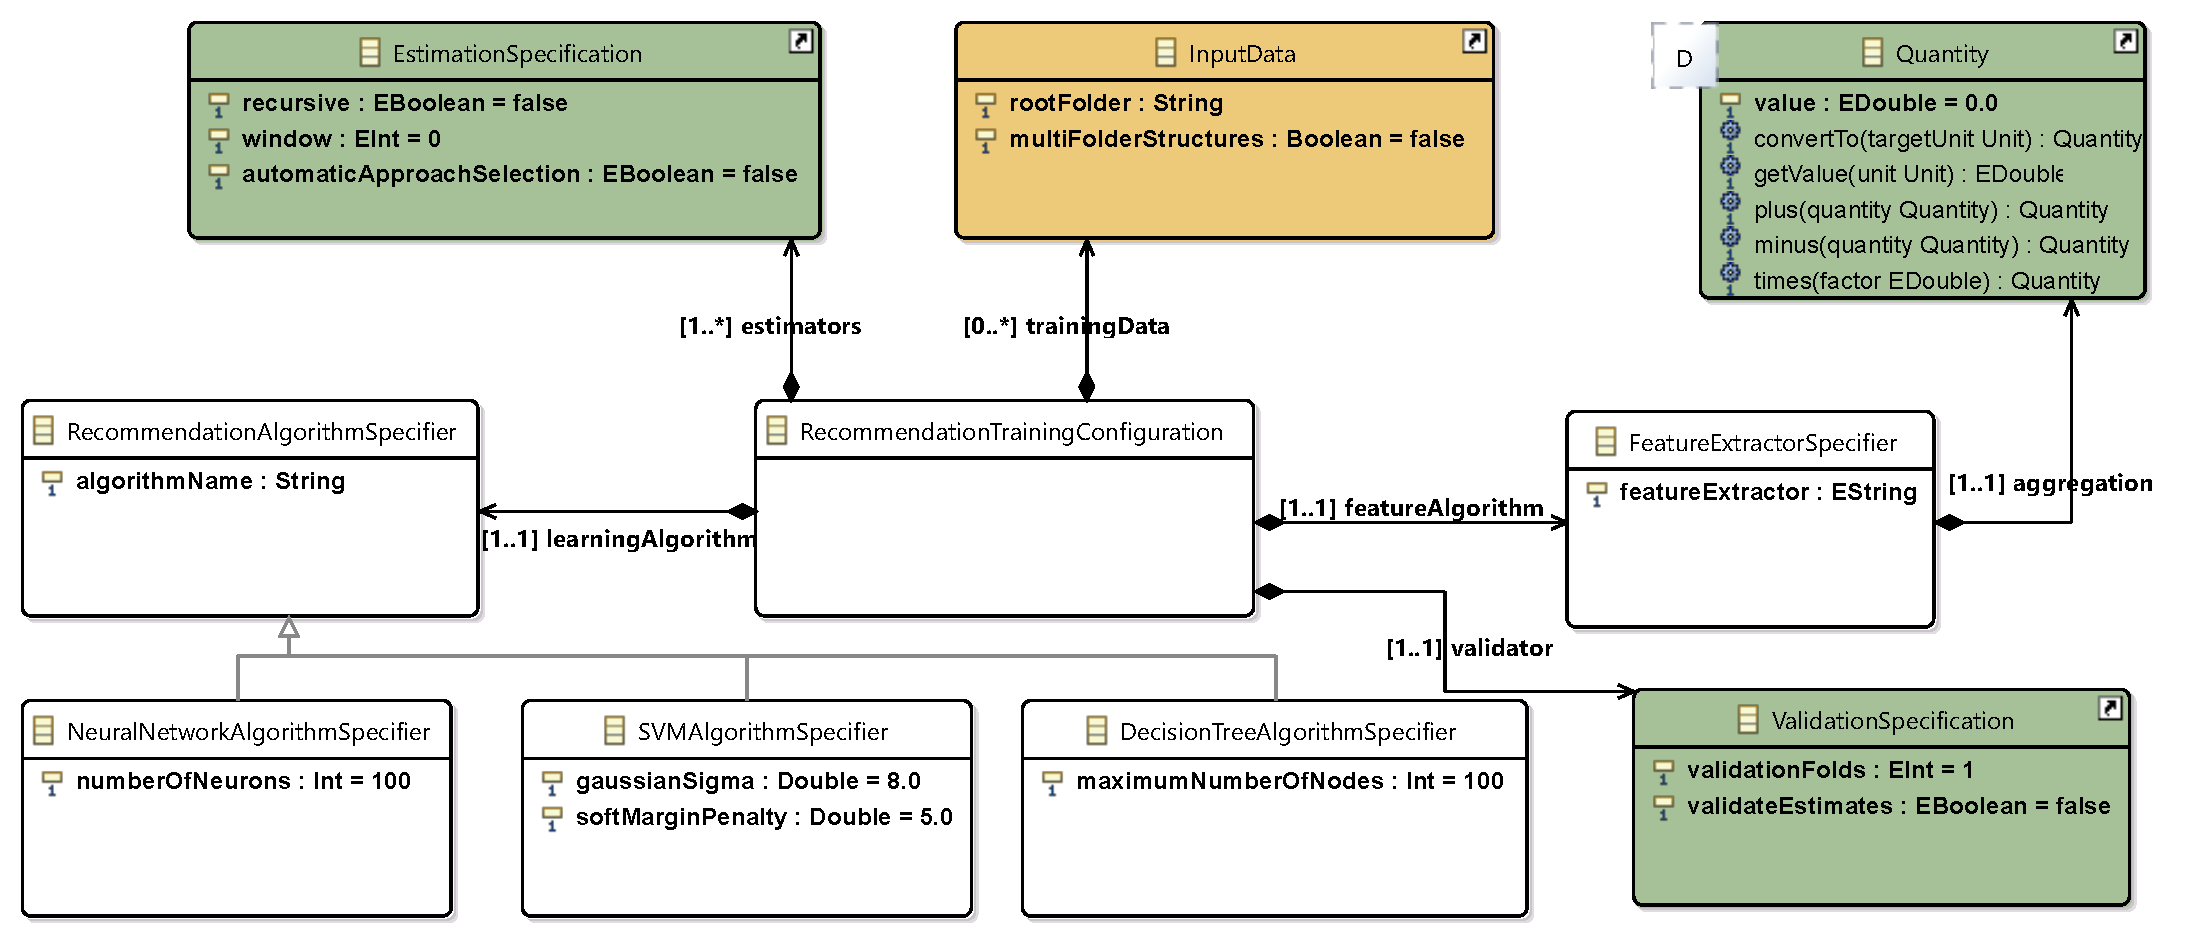 EstimationSpecification
recursive : EBoolean = false
window : EInt = 0
automaticApproachSelection : EBoolean = false
InputData
rootFolder : String
multiFolderStructures : Boolean = false
D
Quantity
value : EDouble = 0.0
convertTo(targetUnit Unit) : Quantity
getValue(unit Unit) : EDouble
plus(quantity Quantity) : Quantity
minus(quantity Quantity) : Quantity
times(factor EDouble) : Quantity
[1..*] estimators
[0..*] trainingData
RecommendationAlgorithmSpecifier
algorithmName : String
[1..1] learningAlgorithm
RecommendationTrainingConfiguration
[1..1] featureAlgorithm
FeatureExtractorSpecifier
featureExtractor : EString
[1..1] aggregation
[1..1] validator
NeuralNetworkAlgorithmSpecifier
numberOfNeurons : Int = 100
SVMAlgorithmSpecifier
gaussianSigma : Double = 8.0
softMarginPenalty : Double = 5.0
DecisionTreeAlgorithmSpecifier
maximumNumberOfNodes : Int = 100
ValidationSpecification
validationFolds : EInt = 1
validateEstimates : EBoolean = false